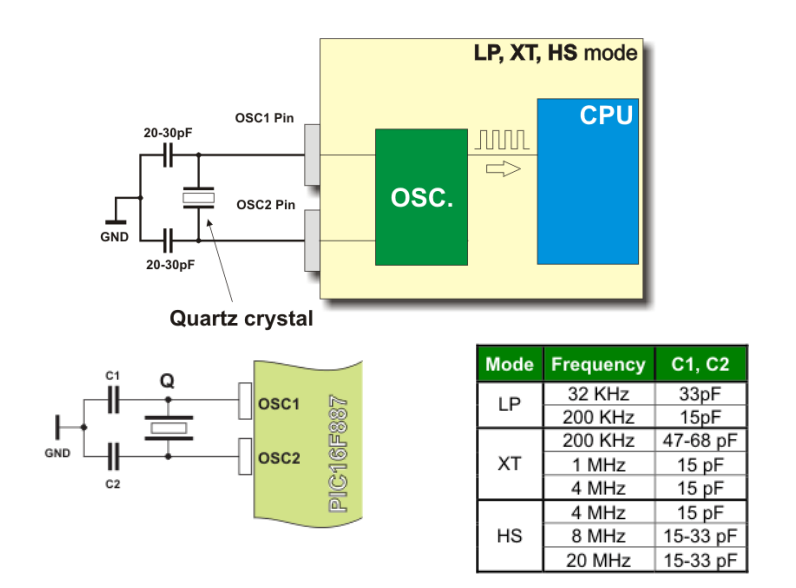 LP, XT, HS mode
OSC1 Pin
CPU
20-30pF
OSC.
OSC2 Pin
GND
20-30pF
Quartz crystal
C1
Q
OSC1
OSC2
GND
C2
PIC16F887
Mode Frequency C1, C2
LP 32 KHz 33pF
200 KHz 15pF
XT 200 KHz 47-68 pF
1 MHz 15 pF
4 MHz 15 pF
HS 4 MHz 15 pF
8 MHz 15-33 pF
20 MHz 15-33 pF